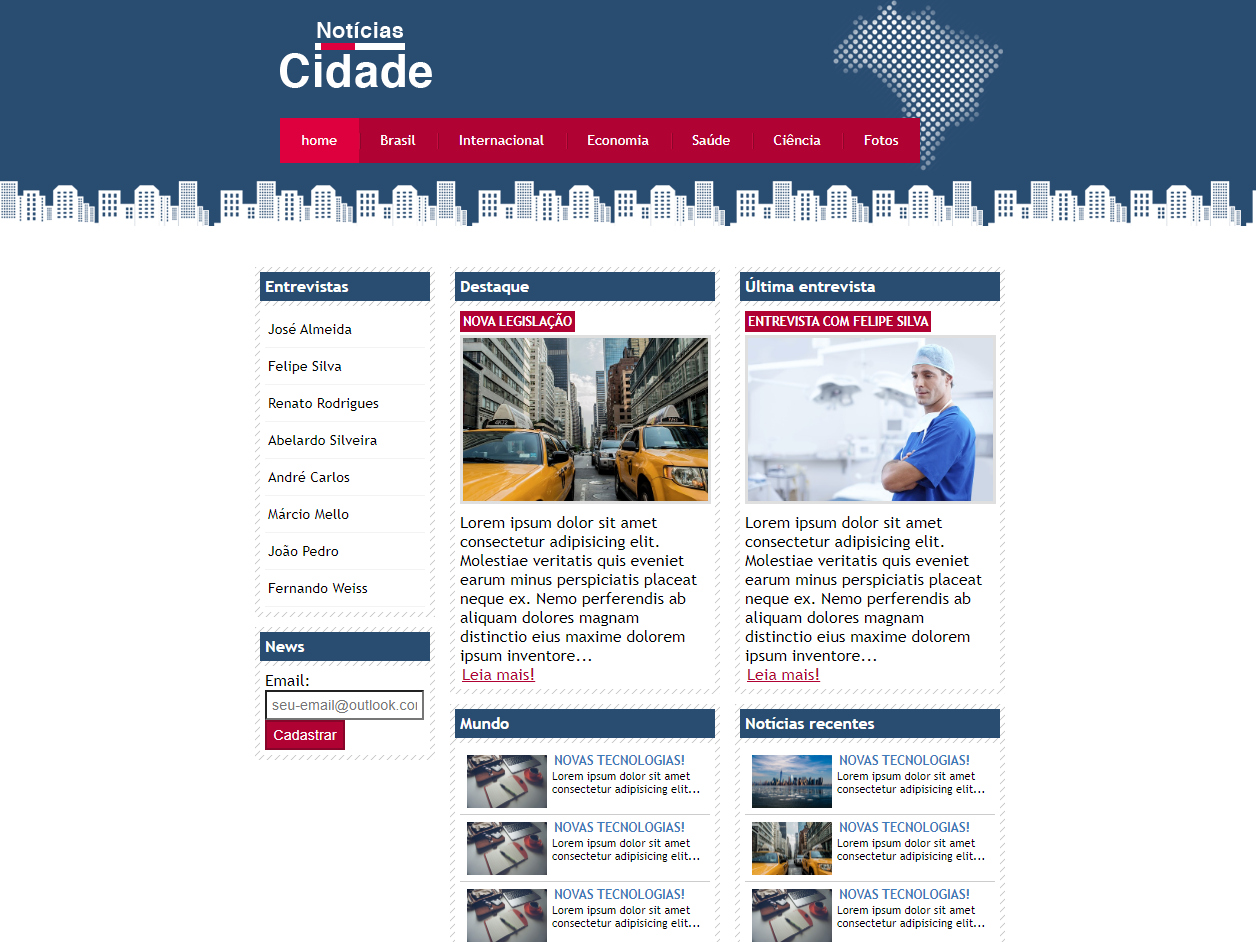 Notícias
Cidade
home Brasil Internacional Economia Saúde Ciência Fotos
Entrevistas
José Almeida
Felipe Silva
Renato Rodrigues
Abelardo Silveira
André Carlos
Márcio Mello
João Pedro
Fernando Weiss
News
Email:
seu-email@outlook.co
Cadastrar
Destaque
NOVA LEGISLAÇÃO
Lorem ipsum dolor sit amet
consectetur adipisicing elit.
Molestiae veritatis quis eveniet
earum minus perspiciatis placeat
neque ex. Nemo perferendis ab
aliquam dolores magnam
distinctio eius maxime dolorem
ipsum inventore...
Leia mais!
Última entrevista
ENTREVISTA COM FELIPE SILVA
Lorem ipsum dolor sit amet
consectetur adipisicing elit.
Molestiae veritatis quis eveniet
earum minus perspiciatis placeat
neque ex. Nemo perferendis ab
aliquam dolores magnam
distinctio eius maxime dolorem
ipsum inventore...
Leia mais!
Mundo
NOVAS TECNOLOGIAS!
Lorem ipsum dolor sit amet
consectetur adipisicing elit...
NOVAS TECNOLOGIAS!
Lorem ipsum dolor sit amet
consectetur adipisicing elit...
NOVAS TECNOLOGIAS!
Lorem ipsum dolor sit amet
consectetur adipisicing elit...
Notícias recentes
NOVAS TECNOLOGIAS!
Lorem ipsum dolor sit amet
consectetur adipisicing elit...
NOVAS TECNOLOGIAS!
Lorem ipsum dolor sit amet
consectetur adipisicing elit...
NOVAS TECNOLOGIAS!
Lorem ipsum dolor sit amet
consectetur adipisicing elit...